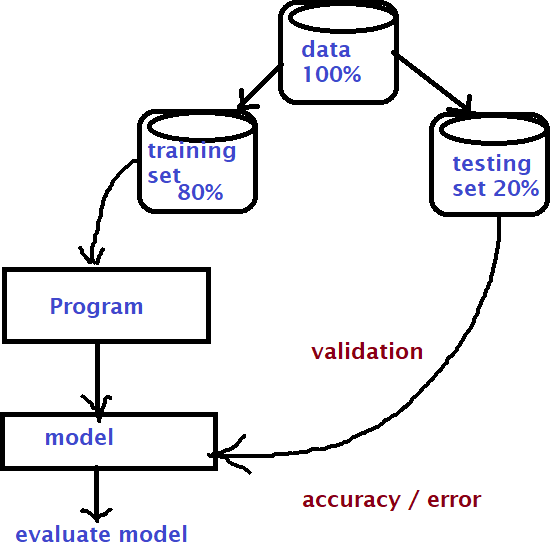 data
100%
training
set
80%
testing
set 20%
Program
validation
model
accuracy / error
evaluate model